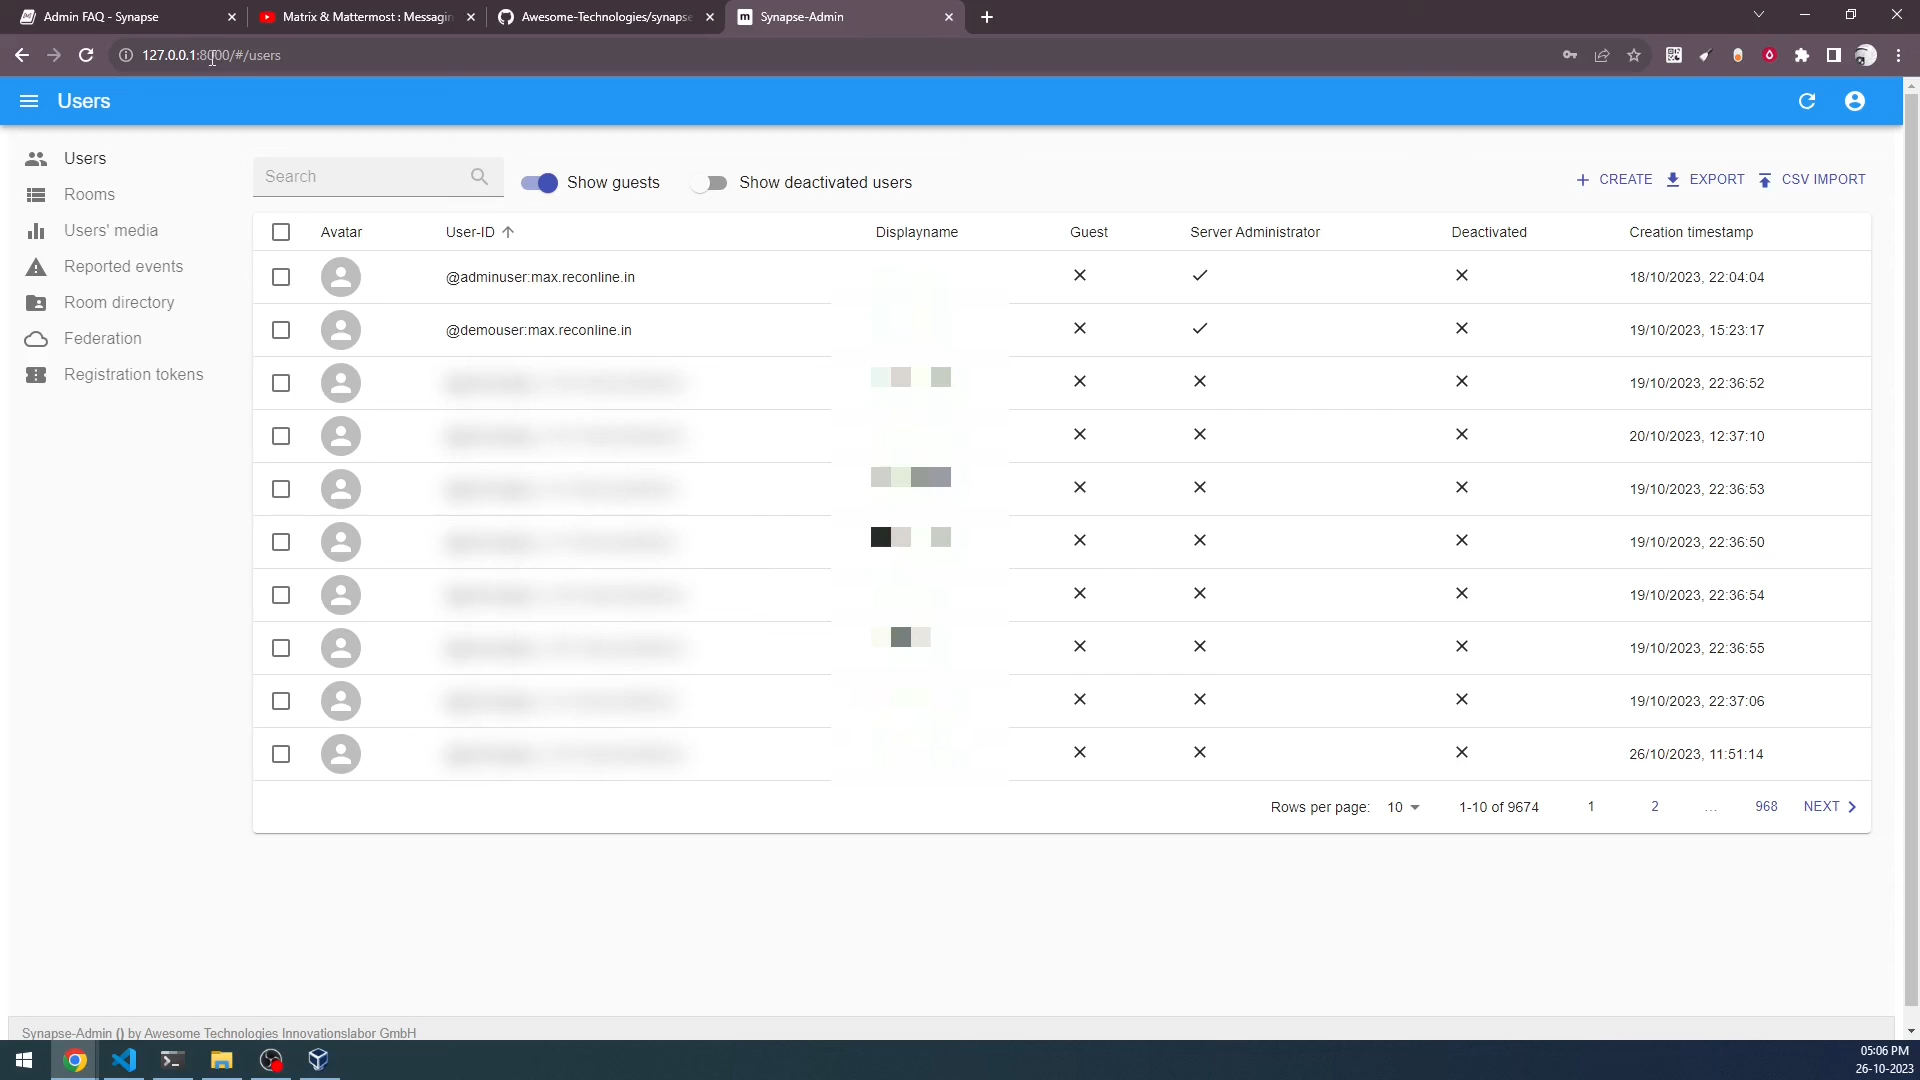 Admin FAQ - Synapse
Matrix & Mattermost : Messagin
Awesome-Technologies/synaps
Synapse-Admin
127.0.0.1:8000/#/users
Users
Users
Rooms
Users' media
Reported events
Room directory
Federation
Registration tokens
Search
Show guests
Show deactivated users
CREATE
EXPORT
CSV IMPORT
Avatar User-ID Displayname Guest Server Administrator Deactivated Creation timestamp
@adminuser:max.reconline.in 18/10/2023, 22:04:04
@demouser:max.reconline.in 19/10/2023, 15:23:17
19/10/2023, 22:36:52
20/10/2023, 12:37:10
19/10/2023, 22:36:53
19/10/2023, 22:36:50
19/10/2023, 22:36:54
19/10/2023, 22:36:55
19/10/2023, 22:37:06
26/10/2023, 11:51:14
Rows per page: 10 1-10 of 9674 1 2 ... 968 NEXT
Synapse-Admin () by Awesome Technologies Innovationslabor GmbH
05:06 PM
26-10-2023